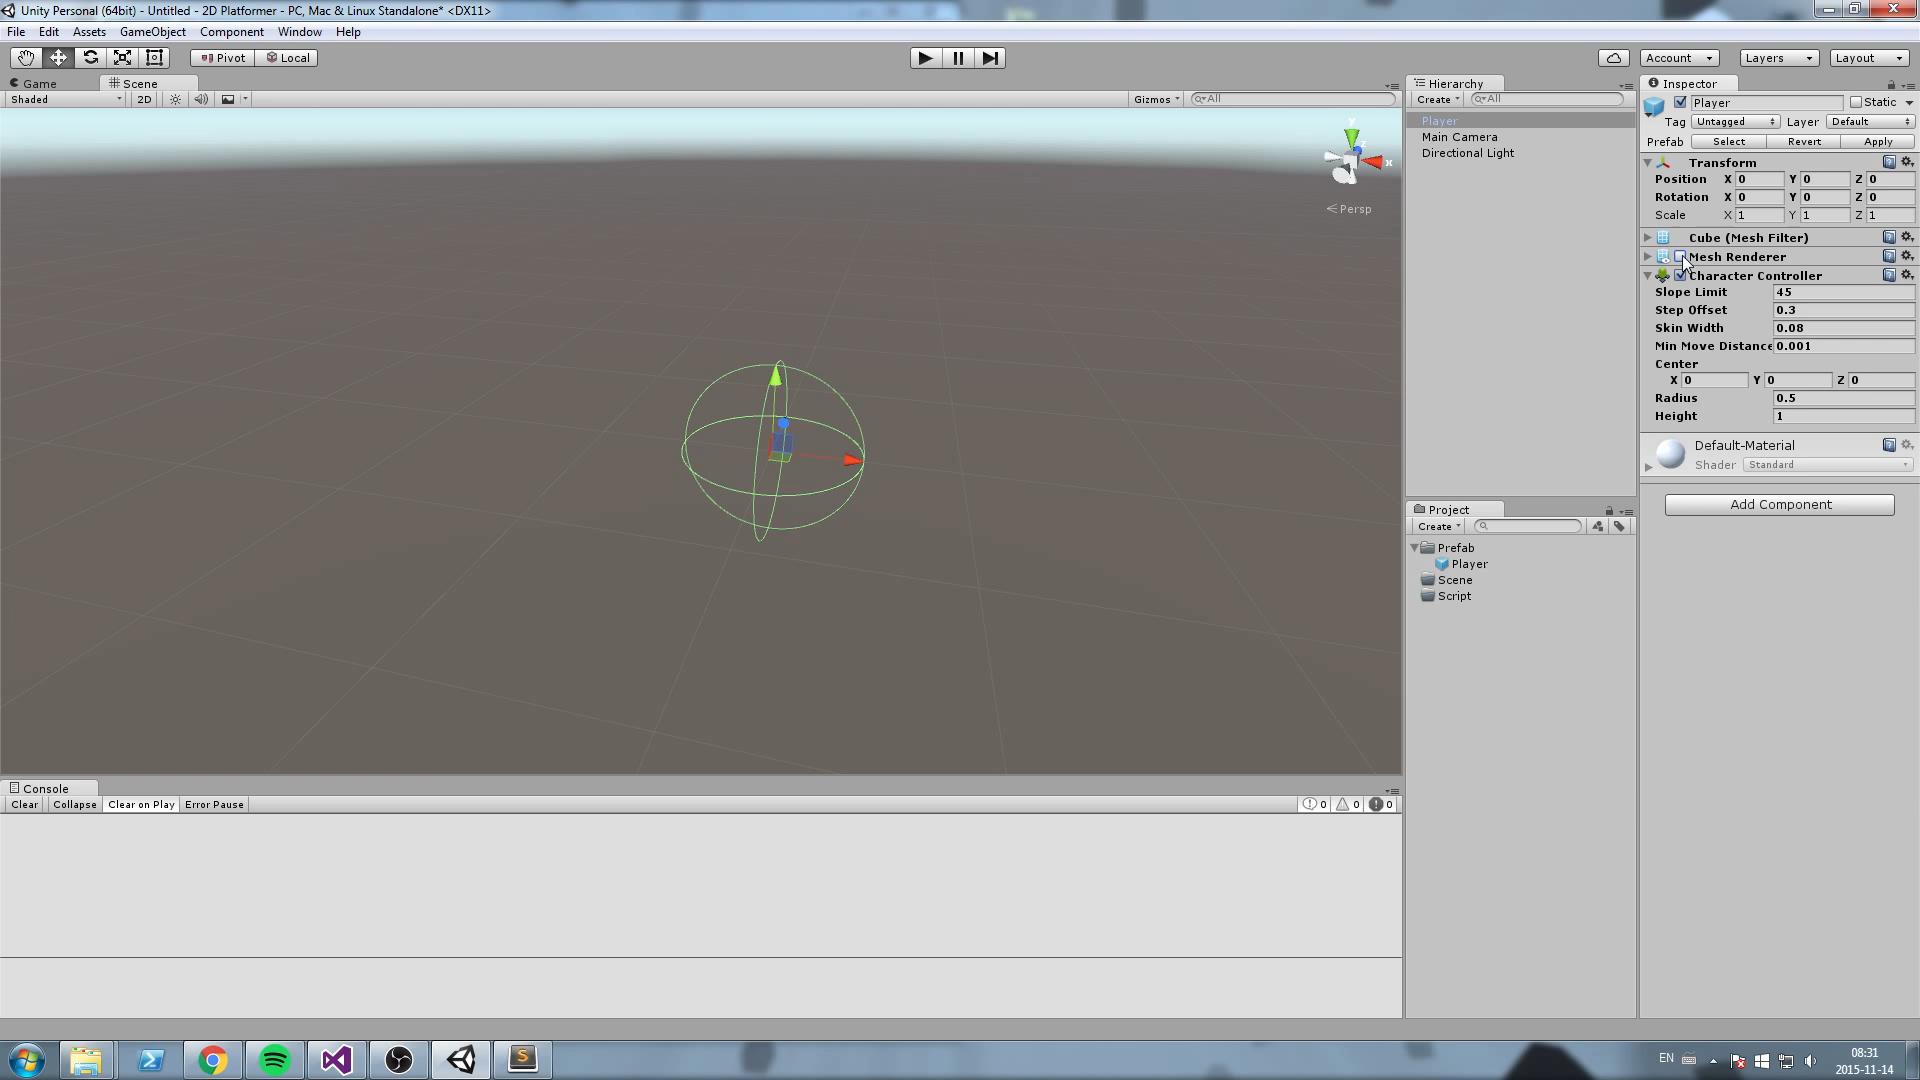 Unity Personal (64bit) - Untitled - 2D Platformer - PC, Mac & Linux Standalone* <DX11>
File Edit Assets GameObject Component Window Help
Pivot Local Account Layers Layout
Game Scene
Shaded 2D Gizmos All
y
z
x
Persp
Hierarchy
Create All
Player
Main Camera
Directional Light
Project
Create
Prefab
Player
Scene
Script
Inspector
Player Static
Tag Untagged Layer Default
Prefab Select Revert Apply
Transform
Position X 0 Y 0 Z 0
Rotation X 0 Y 0 Z 0
Scale X 1 Y 1 Z 1
Cube (Mesh Filter)
Mesh Renderer
Character Controller
Slope Limit 45
Step Offset 0.3
Skin Width 0.08
Min Move Distance 0.001
Center
X 0 Y 0 Z 0
Radius 0.5
Height 1
Default-Material
Shader Standard
Add Component
Console
Clear Collapse Clear on Play Error Pause 0 0 0
EN 08:31
2015-11-14